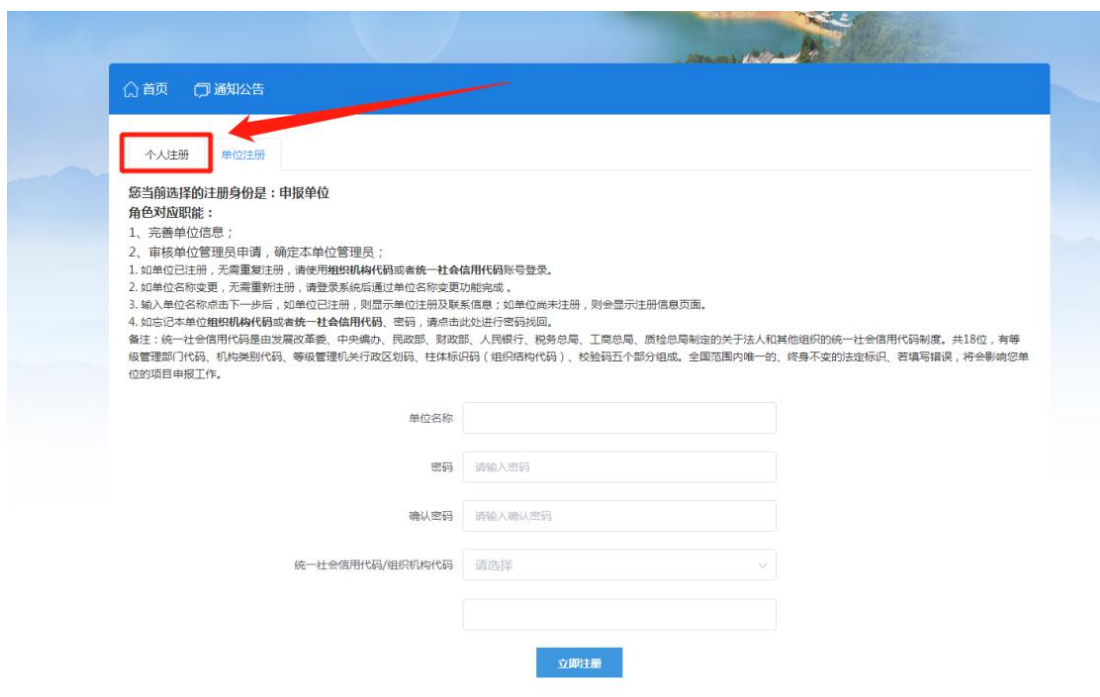 首页 通知公告
个人注册 单位注册
您当前选择的注册身份是：申报单位
角色对应职能：
1、完善单位信息；
2、审核单位管理员申请，确定本单位管理员；
1. 如单位已注册，无需重复注册，请使用组织机构代码或者统一社会信用代码账号登录。
2. 如单位名称变更，无需重新注册，请登录系统后通过单位名称变更功能完成 。
3. 输入单位名称点击下一步后，如单位已注册，则显示单位注册及联系信息；如单位尚未注册，则会显示注册信息页面。
4. 如忘记本单位组织机构代码或者统一社会信用代码、密码，请点击此处进行密码找回。
备注：统一社会信用代码是由发展改革委、中央编办、民政部、财政部、人民银行、税务总局、工商总局、质检总局制定的关于法人和其他组织的统一社会信用代码制度。共18位，有等
级管理部门代码、机构类别代码、等级管理机关行政区划码、柱体标识码（组织结构代码）、校验码五个部分组成。全国范围内唯一的、终身不变的法定标识、若填写错误，将会影响您单
位的项目申报工作。
单位名称
密码 请输入密码
确认密码 请输入确认密码
统一社会信用代码/组织机构代码 请选择
立即注册